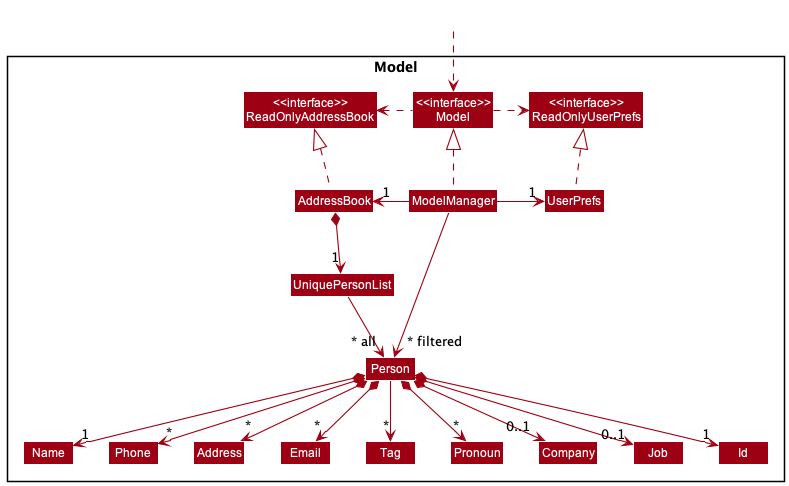 Model
<<interface>>
ReadOnlyAddressBook
<<interface>>
Model
<<interface>>
ReadOnlyUserPrefs
AddressBook
1
ModelManager
1
UserPrefs
1
UniquePersonList
* all
* filtered
Person
1
*
*
*
*
*
0..1
0..1
1
Name
Phone
Address
Email
Tag
Pronoun
Company
Job
Id